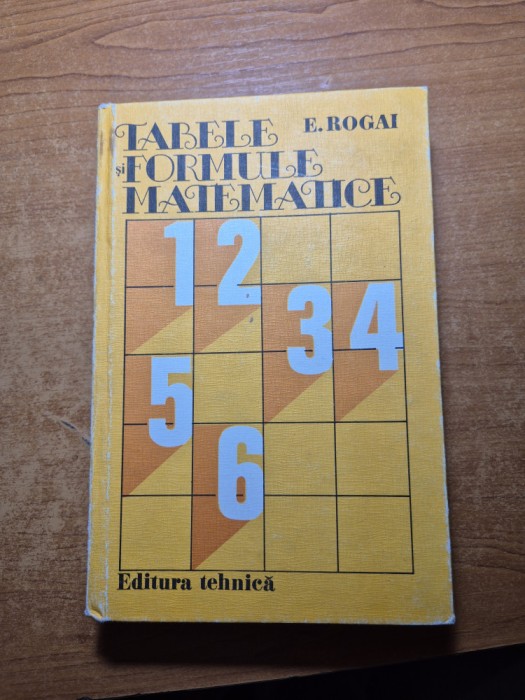 TABELE E. ROGAI
și FORMULE
MATEMATICE
1 2
3 4
5
6
Editura tehnică